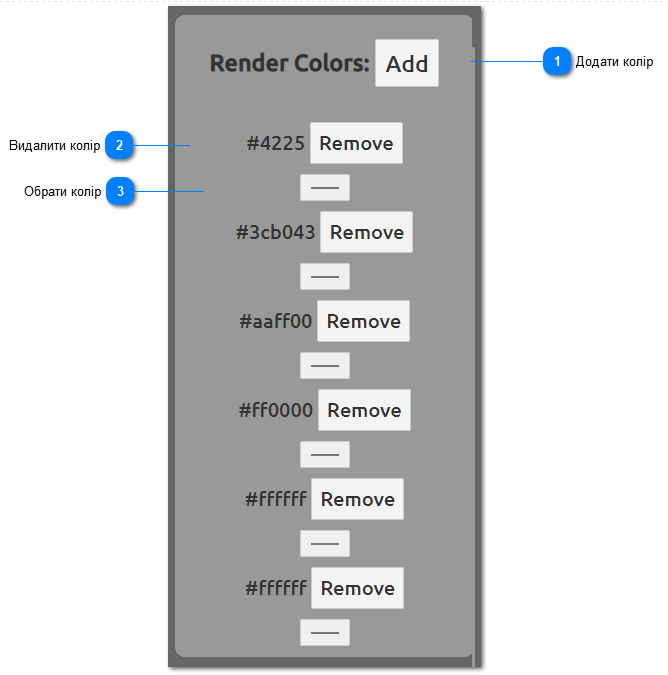 Render Colors: Add
1 Додати колір
Видалити колір 2
#4225 Remove
Обрати колір 3
#3cb043 Remove
#aaff00 Remove
#ff0000 Remove
#ffffff Remove
#ffffff Remove